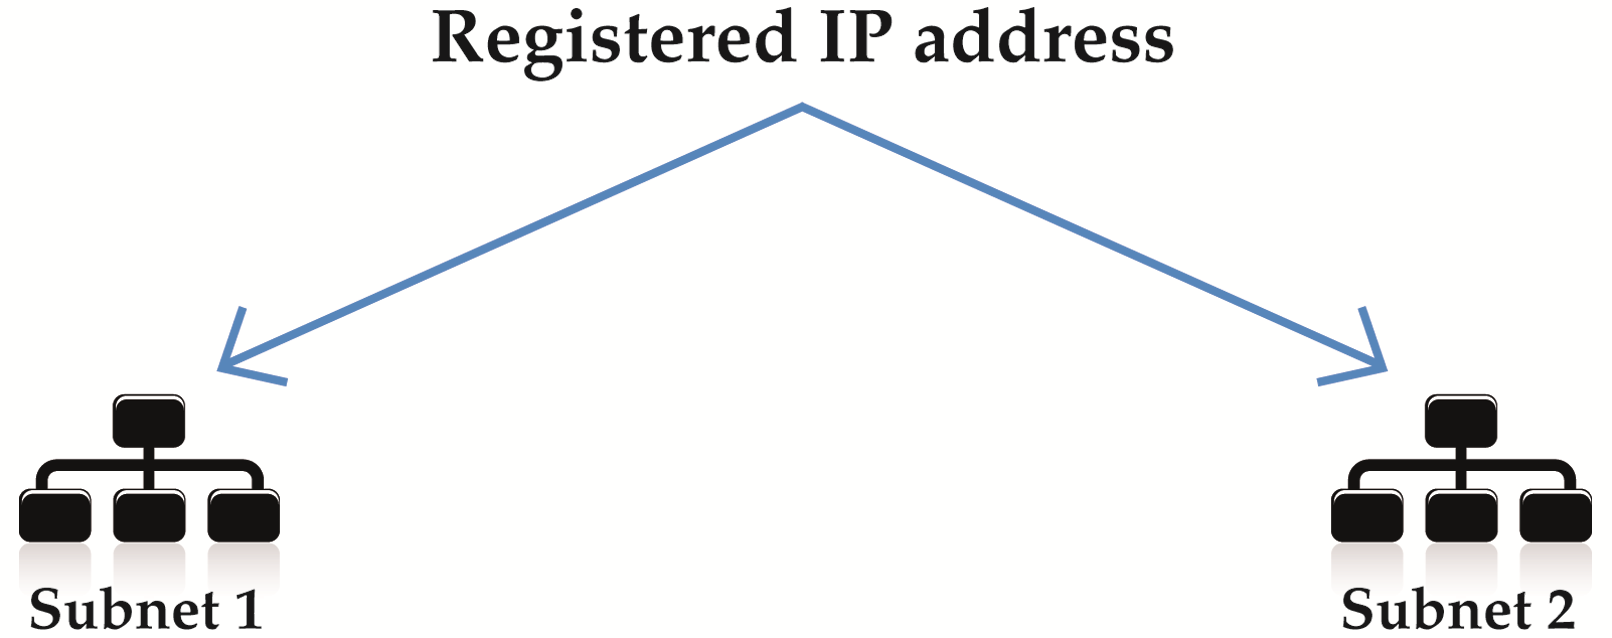 Registered IP address
Subnet 1
Subnet 2